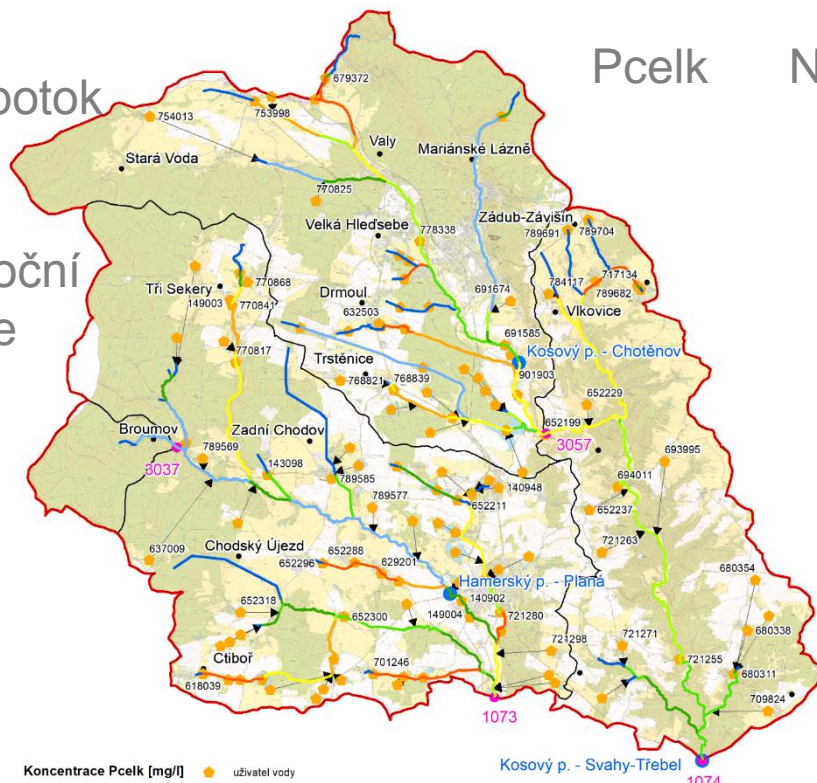 Pcelk N
potok
oční
e
679372
753998
754013
Valy
Mariánské Lázně
Stará Voda
770825
Velká Hleďsebe
778338
Zádub-Závišín
789691
789704
717134
784117
789682
Tři Sekery
770868
149003
770841
Drmoul
632503
691674
Vlkovice
691585
Kosový p. - Chotěnov
770817
Trstěnice
768821
768839
901903
652229
652199
3057
Broumov
3037
Zadní Chodov
789569
143098
789585
140948
693995
694011
652237
789577
652211
721263
637009
Chodský Újezd
652288
652296
629201
Hamerský p. - Planá
680354
140902
149004
652318
652300
721280
680338
721298
721271
Ctiboř
701246
721255
680311
618039
709824
1073
Kosový p. - Svahy-Třebel
1074
Koncentrace Pcelk [mg/l] uživatel vody